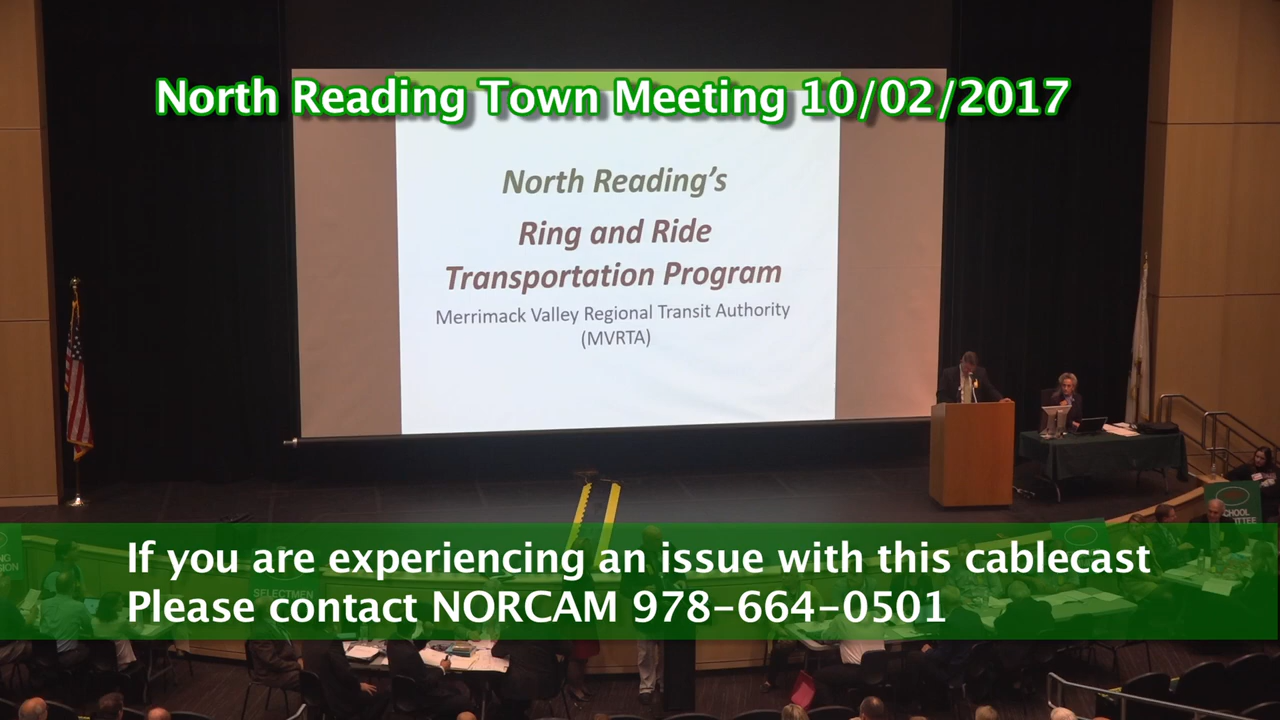 North Reading Town Meeting 10/02/2017
North Reading's
Ring and Ride
Transportation Program
Merrimack Valley Regional Transit Authority
(MVRTA)
If you are experiencing an issue with this cablecast
Please contact NORCAM 978-664-0501
SELECTMEN